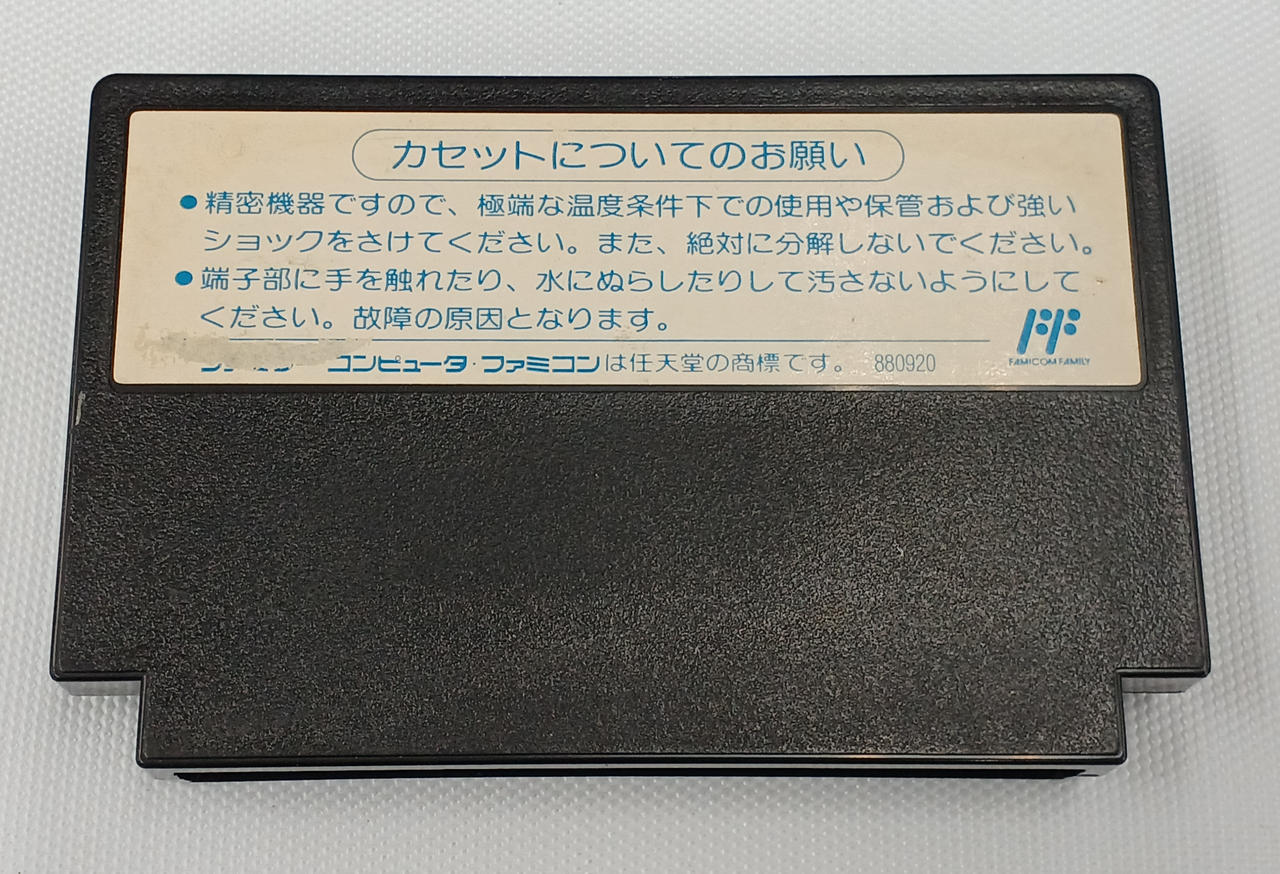 カセットについてのお願い
●精密機器ですので、極端な温度条件下での使用や保管および強い
ショックをさけてください。また、絶対に分解しないでください。
●端子部に手を触れたり、水にぬらしたりして汚さないようにして
ください。故障の原因となります。
コンピュータ・ファミコンは任天堂の商標です。 880920
FAMICOM FAMILY